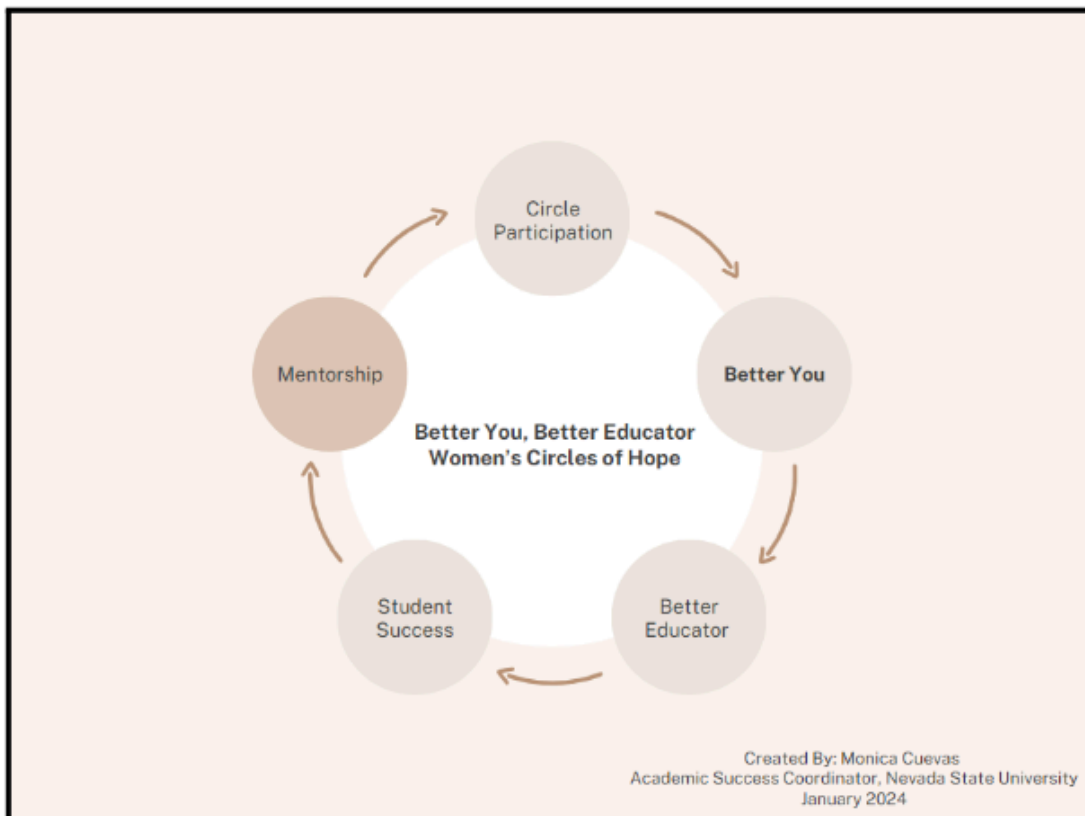 Circle
Participation
Better You
Better
Educator
Student
Success
Mentorship
Better You, Better Educator
Women's Circles of Hope
Created By: Monica Cuevas
Academic Success Coordinator, Nevada State University
January 2024